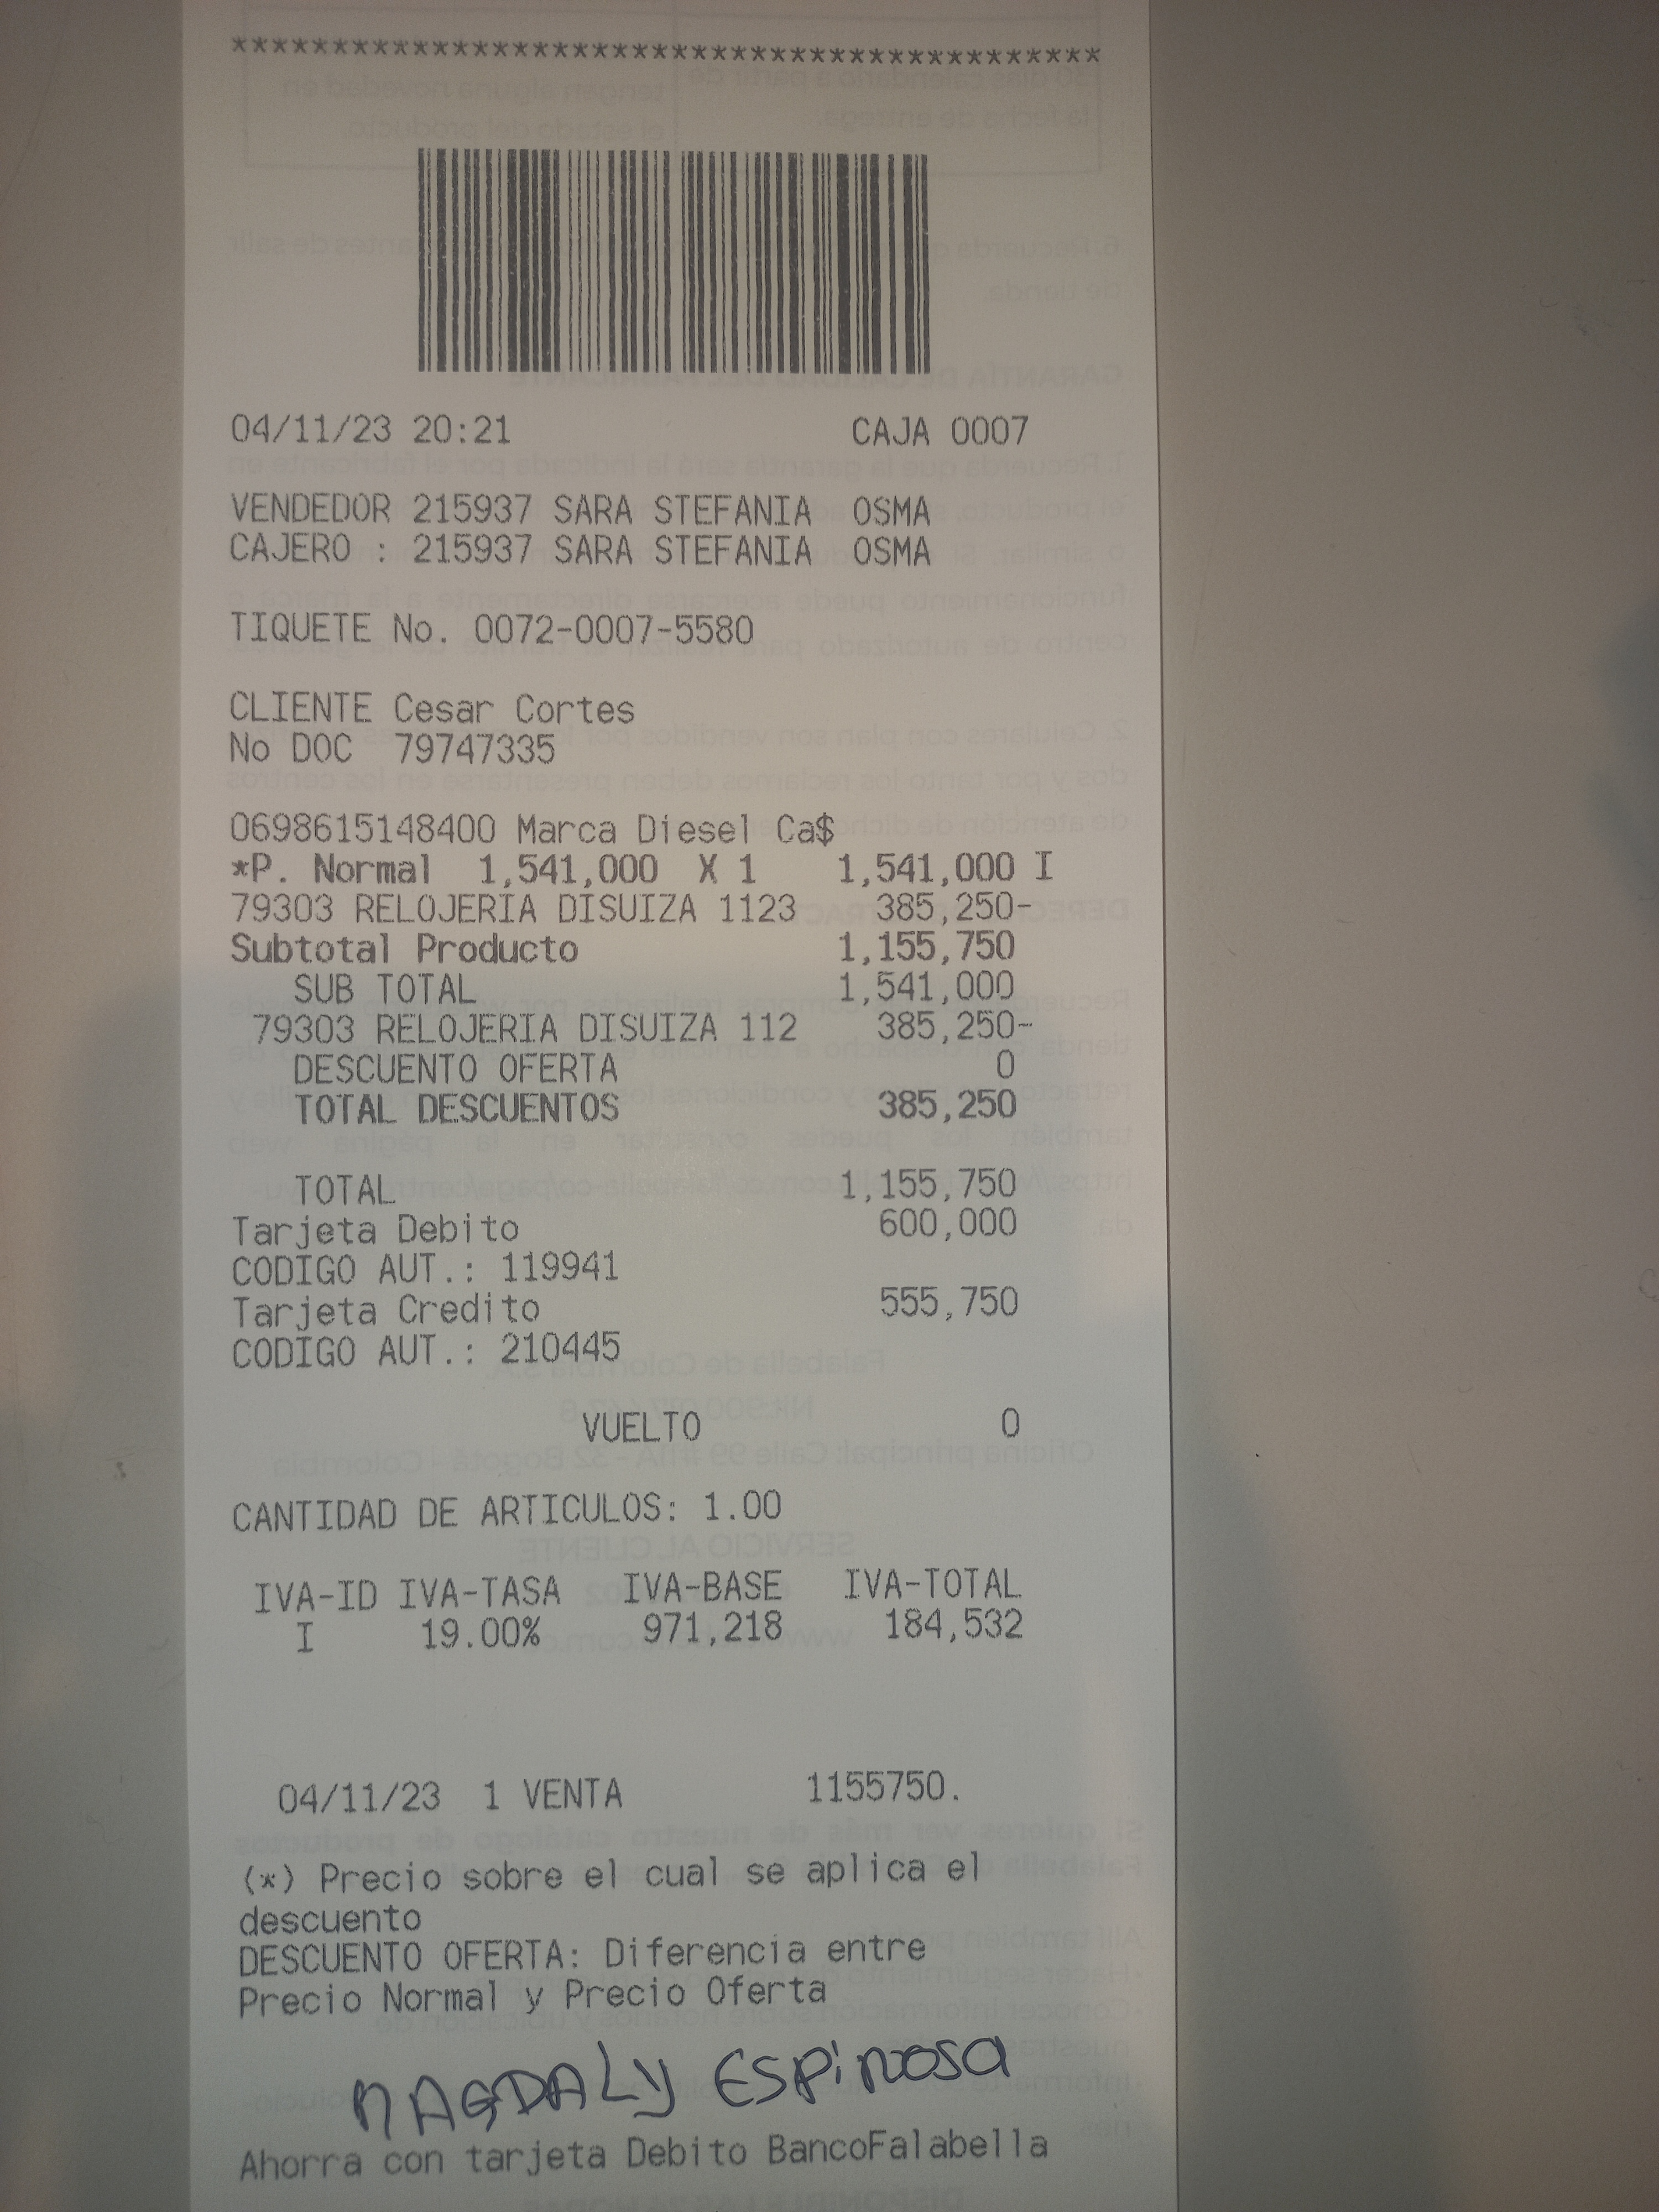 ********************************************
04/11/23 20:21 CAJA 0007
VENDEDOR 215937 SARA STEFANIA OSMA
CAJERO : 215937 SARA STEFANIA OSMA
TIQUETE No. 0072-0007-5580
CLIENTE Cesar Cortes
No DOC 79747335
0698615148400 Marca Diesel Ca$
*P. Normal 1,541,000 X 1 1,541,000 I
79303 RELOJERIA DISUIZA 1123 385,250-
Subtotal Producto 1,155,750
SUB TOTAL 1,541,000
79303 RELOJERIA DISUIZA 112 385,250-
DESCUENTO OFERTA 0
TOTAL DESCUENTOS 385,250
TOTAL 1,155,750
Tarjeta Debito 600,000
CODIGO AUT.: 119941
Tarjeta Credito 555,750
CODIGO AUT.: 210445
VUELTO 0
CANTIDAD DE ARTICULOS: 1.00
IVA-ID IVA-TASA IVA-BASE IVA-TOTAL
I 19.00% 971,218 184,532
04/11/23 1 VENTA 1155750.
(*) Precio sobre el cual se aplica el
descuento
DESCUENTO OFERTA: Diferencia entre
Precio Normal y Precio Oferta
MAGDALY ESPINOSA
Ahorra con tarjeta Debito BancoFalabella